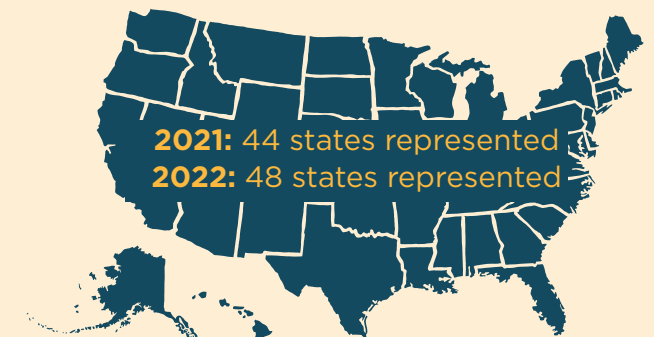 2021: 44 states represented
2022: 48 states represented